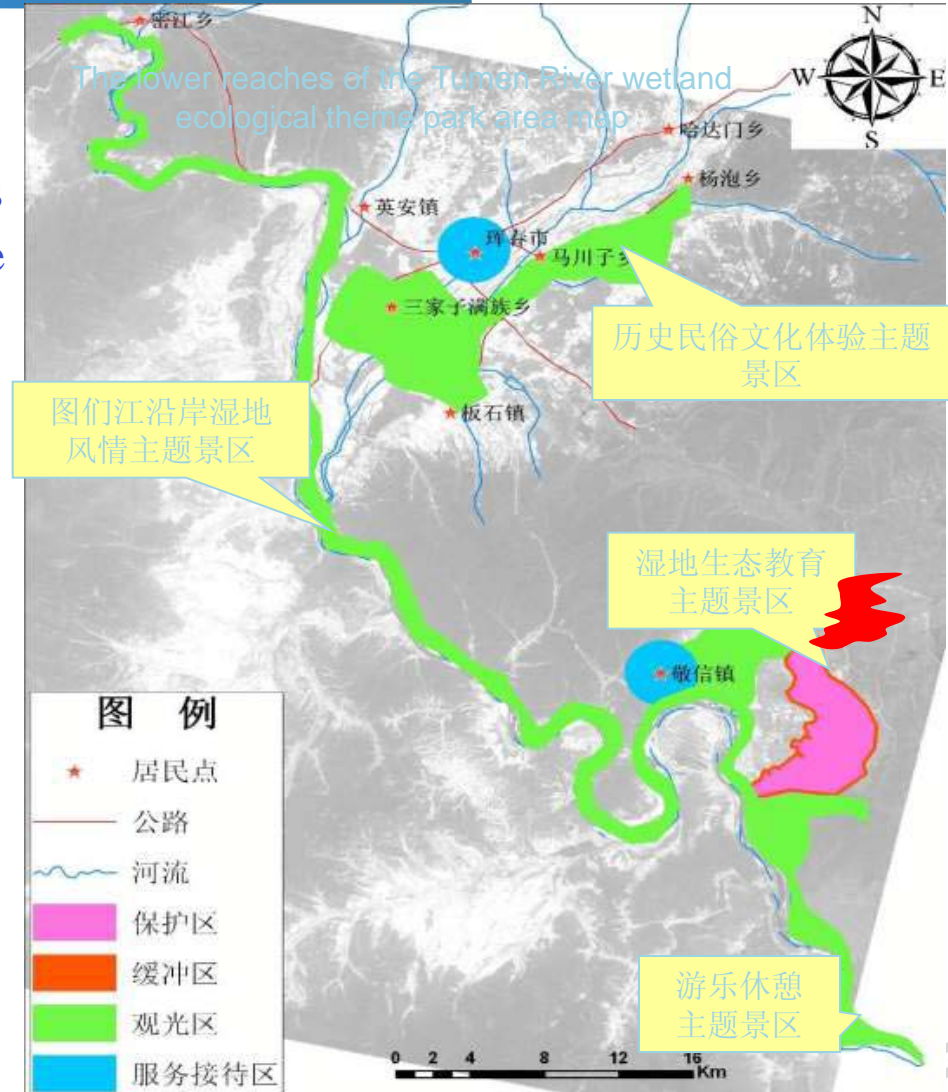 密江乡
The lower reaches of the Tumen River wetland
ecological theme park area map
N
W
E
S
哈达门乡
杨泡乡
英安镇
珲春市
马川子乡
三家子满族乡
板石镇
e
历史民俗文化体验主题
景区
图们江沿岸湿地
风情主题景区
湿地生态教育
主题景区
敬信镇
图 例
居民点
公路
河流
保护区
缓冲区
观光区
服务接待区
游乐休憩
主题景区
0 2 4 8 12 16
Km